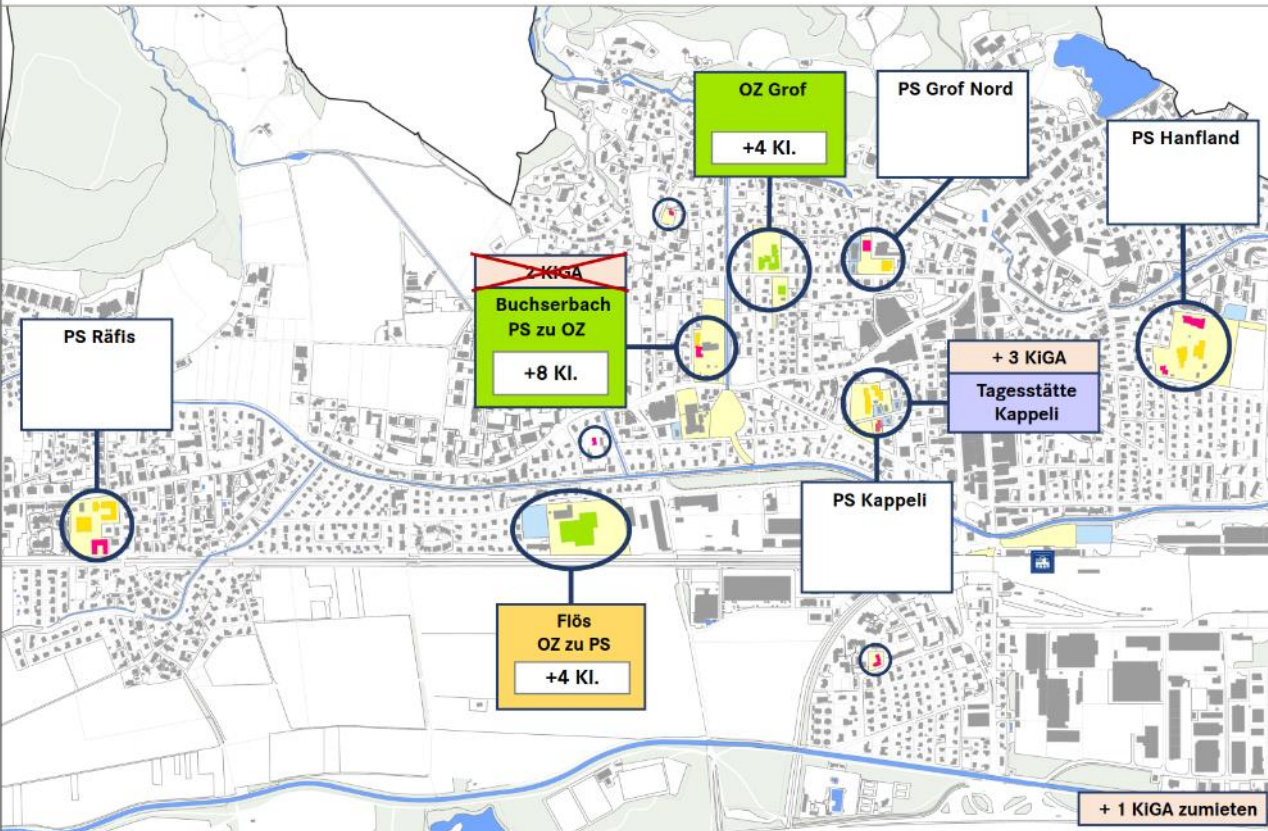 OZ Grof
+4 Kl.
PS Grof Nord
PS Hanfland
2 KiGA
Buchserbach
PS zu OZ
+8 Kl.
PS Räfis
+ 3 KiGA
Tagesstätte
Kappeli
PS Kappeli
Flös
OZ zu PS
+4 Kl.
+ 1 KiGA zumieten